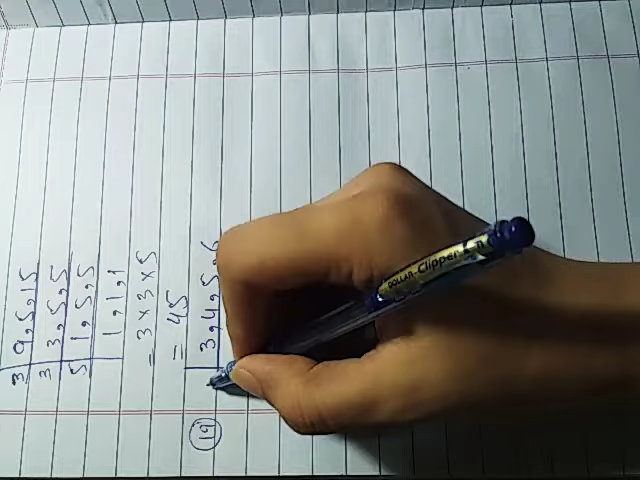 3 | 9, 5, 15
3 | 3, 5, 5
5 | 1, 5, 5
1, 1, 1
= 3 × 3 × 5
= 45
(19) 3, 4, 5, 6
DOLLAR Clipper